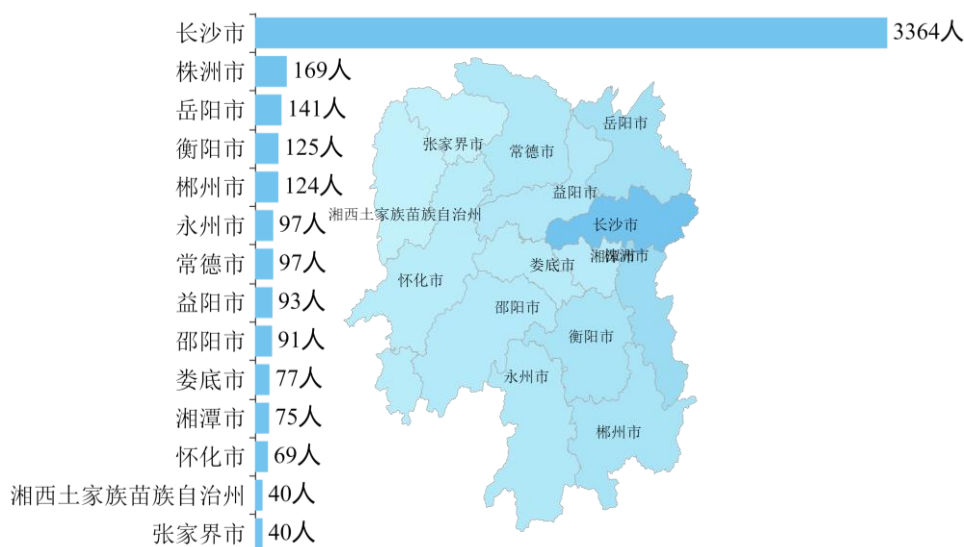 长沙市 3364人
株洲市 169人
岳阳市 141人
衡阳市 125人
郴州市 124人
永州市 97人
常德市 97人
益阳市 93人
邵阳市 91人
娄底市 77人
湘潭市 75人
怀化市 69人
湘西土家族苗族自治州 40人
张家界市 40人
岳阳市
张家界市
常德市
益阳市
湘西土家族苗族自治州
长沙市
娄底市
怀化市
邵阳市
衡阳市
永州市
郴州市